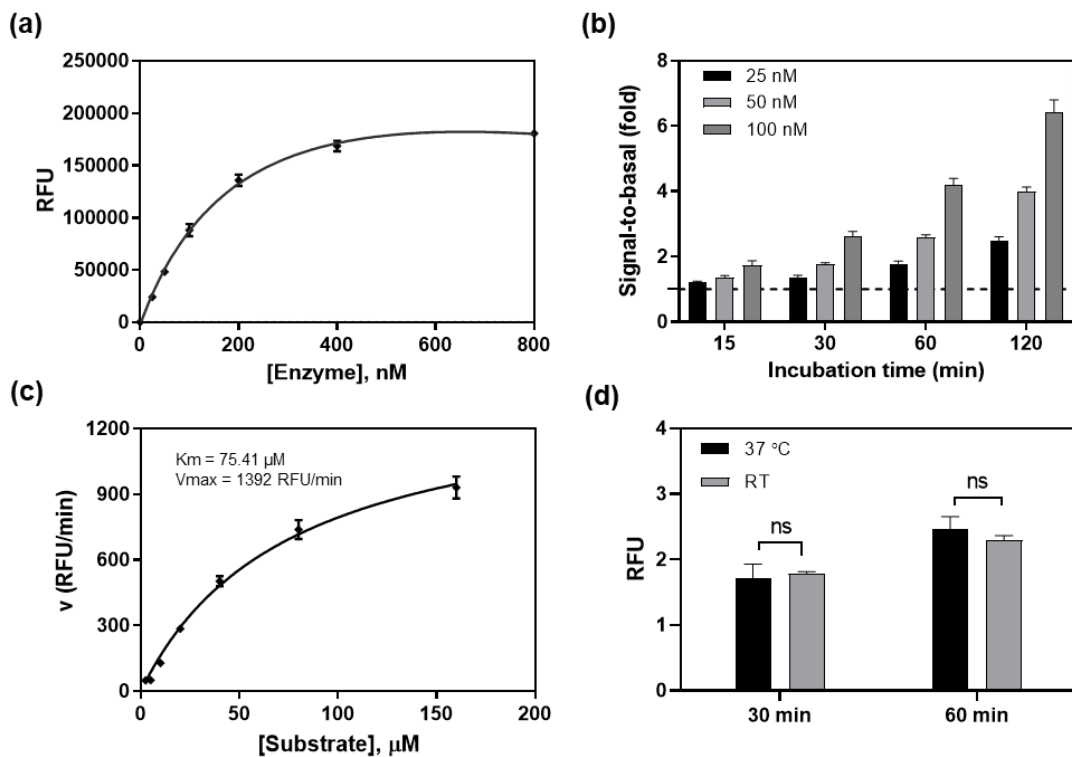 (a)
250000
200000
150000
100000
50000
0
RFU
0 200 400 600 800
[Enzyme], nM
(b)
8
6
4
2
0
Signal-to-basal (fold)
25 nM
50 nM
100 nM
15 30 60 120
Incubation time (min)
(c)
1200
900
600
300
0
v (RFU/min)
Km = 75.41 µM
Vmax = 1392 RFU/min
0 50 100 150 200
[Substrate], μM
(d)
4
3
2
1
0
RFU
37 °C
RT
ns
ns
30 min 60 min